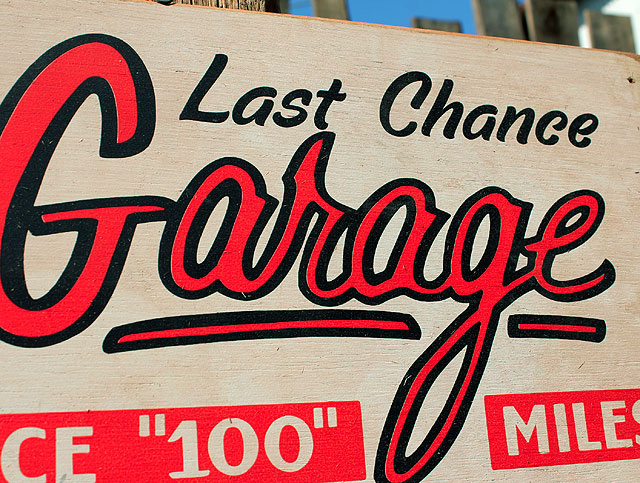 Last Chance
Garage
CE "100" MILES